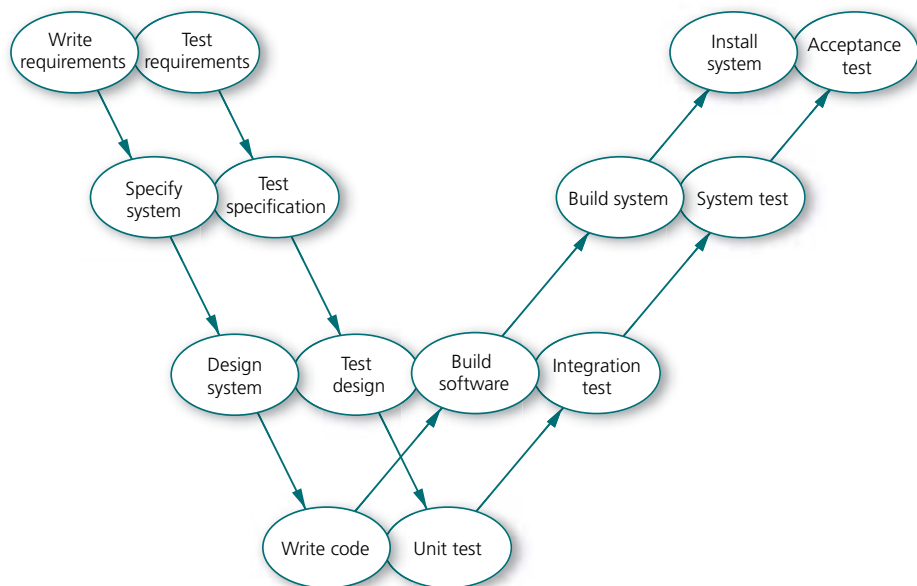 Write
requirements
Test
requirements
Install
system
Acceptance
test
Specify
system
Test
specification
Build system
System test
Design
system
Test
design
Build
software
Integration
test
Write code
Unit test